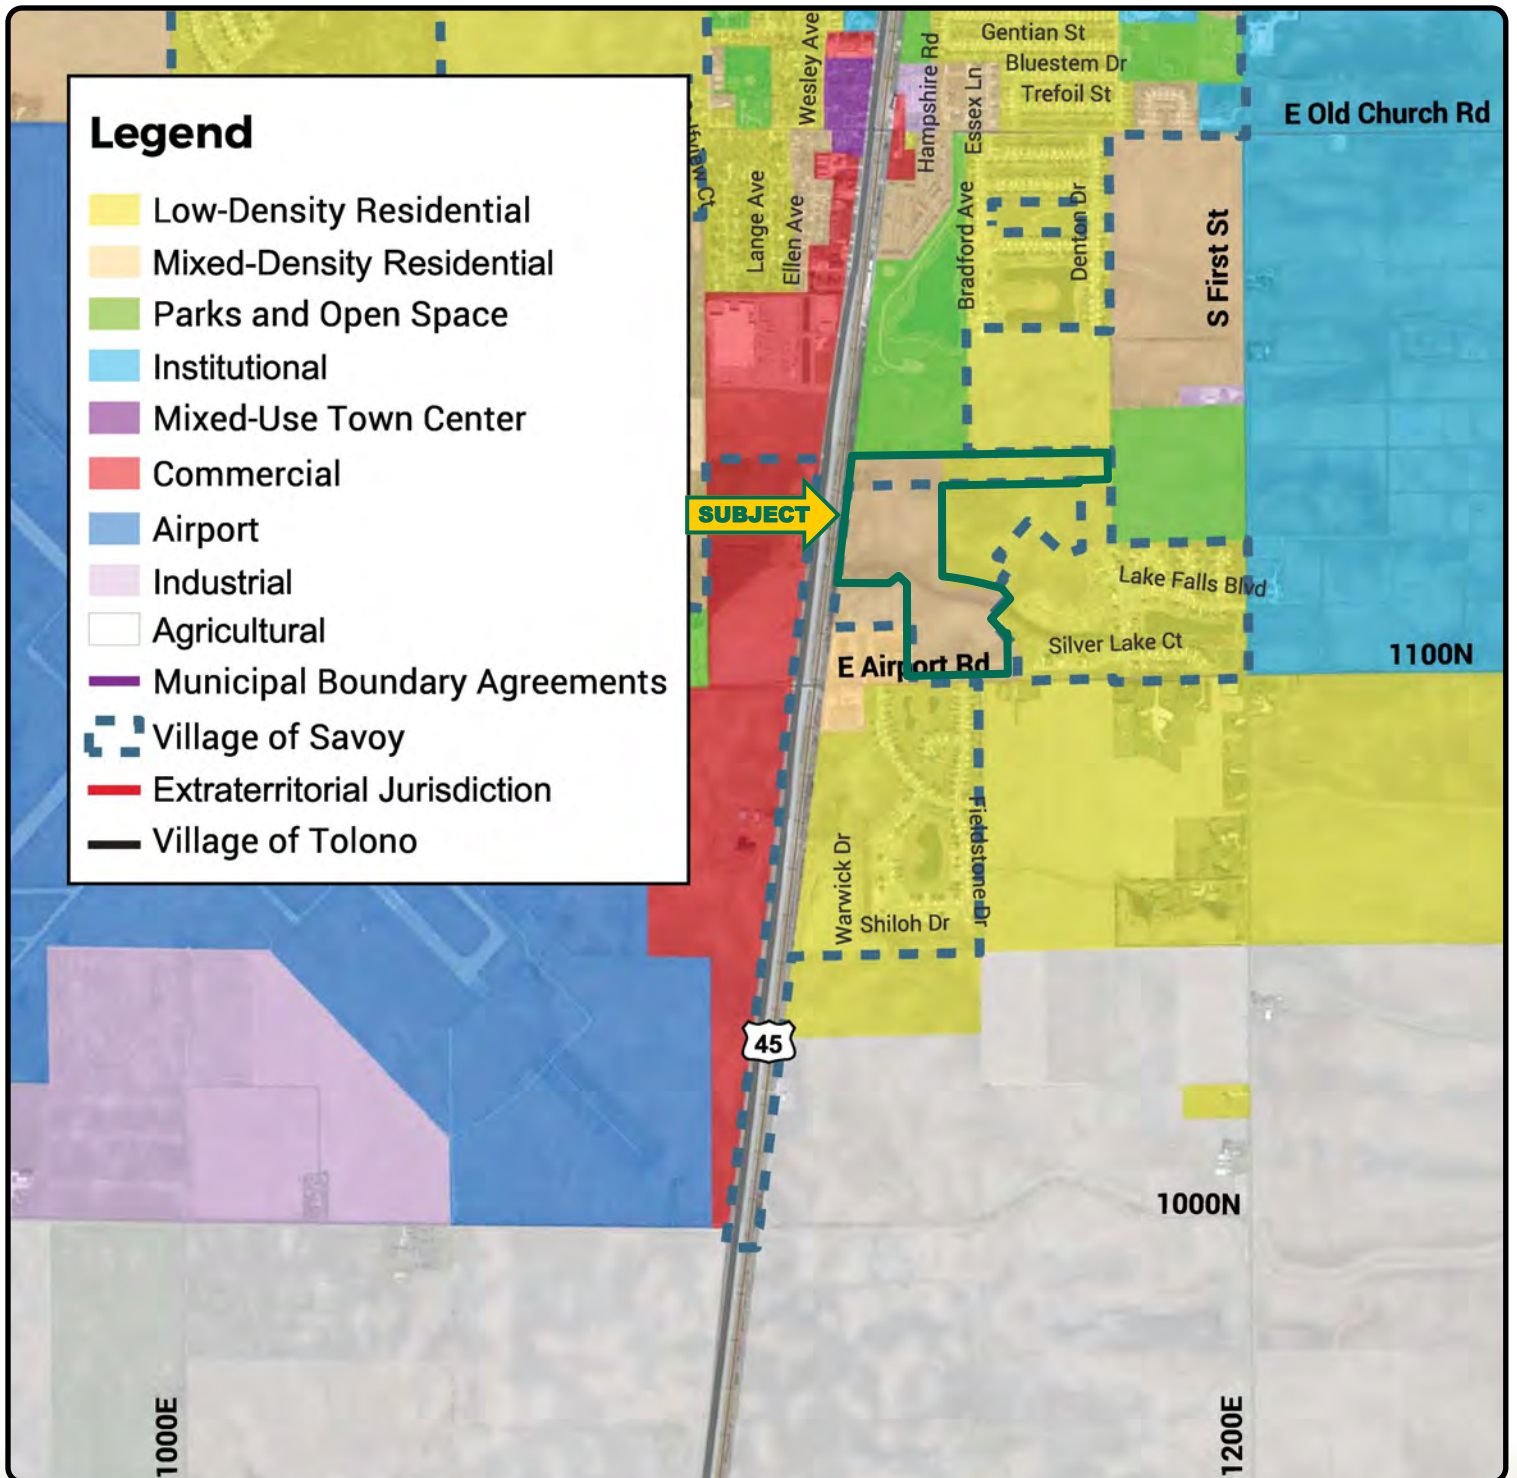 Gentian St
Bluestem Dr
Trefoil St
E Old Church Rd
Wesley Ave
Hampshire Rd
Essex Ln
Legend
Low-Density Residential
Mixed-Density Residential
Parks and Open Space
Institutional
Mixed-Use Town Center
Commercial
Airport
Industrial
Agricultural
Municipal Boundary Agreements
Village of Savoy
Extraterritorial Jurisdiction
Village of Tolono
Lange Ave
Ellen Ave
Bradford Ave
Denton Dr
S First St
SUBJECT
Lake Falls Blvd
Silver Lake Ct
1100N
E Airport Rd
Warwick Dr
Fieldstone Dr
Shiloh Dr
45
1000N
1000E
1200E